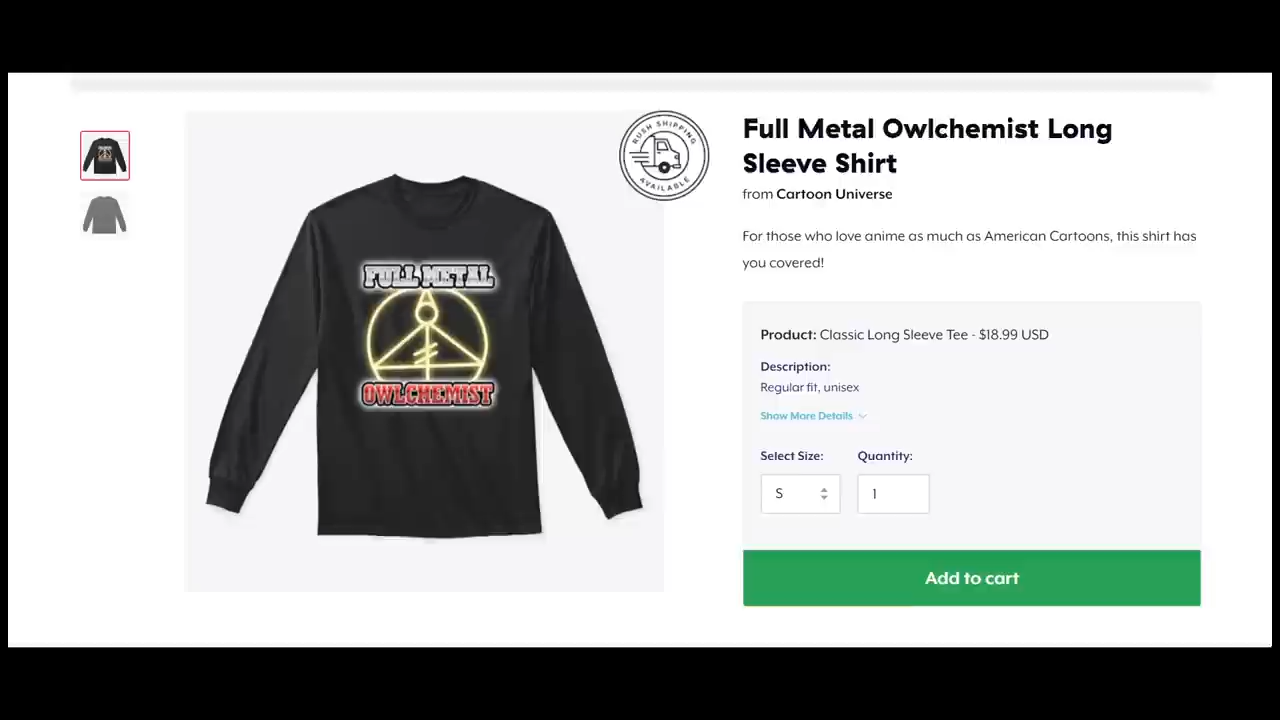 RUSH SHIPPING
AVAILABLE
FULL METAL
OWLCHEMIST
Full Metal Owlchemist Long
Sleeve Shirt
from Cartoon Universe
For those who love anime as much as American Cartoons, this shirt has
you covered!
Product: Classic Long Sleeve Tee - $18.99 USD
Description:
Regular fit, unisex
Show More Details
Select Size: Quantity:
S 1
Add to cart